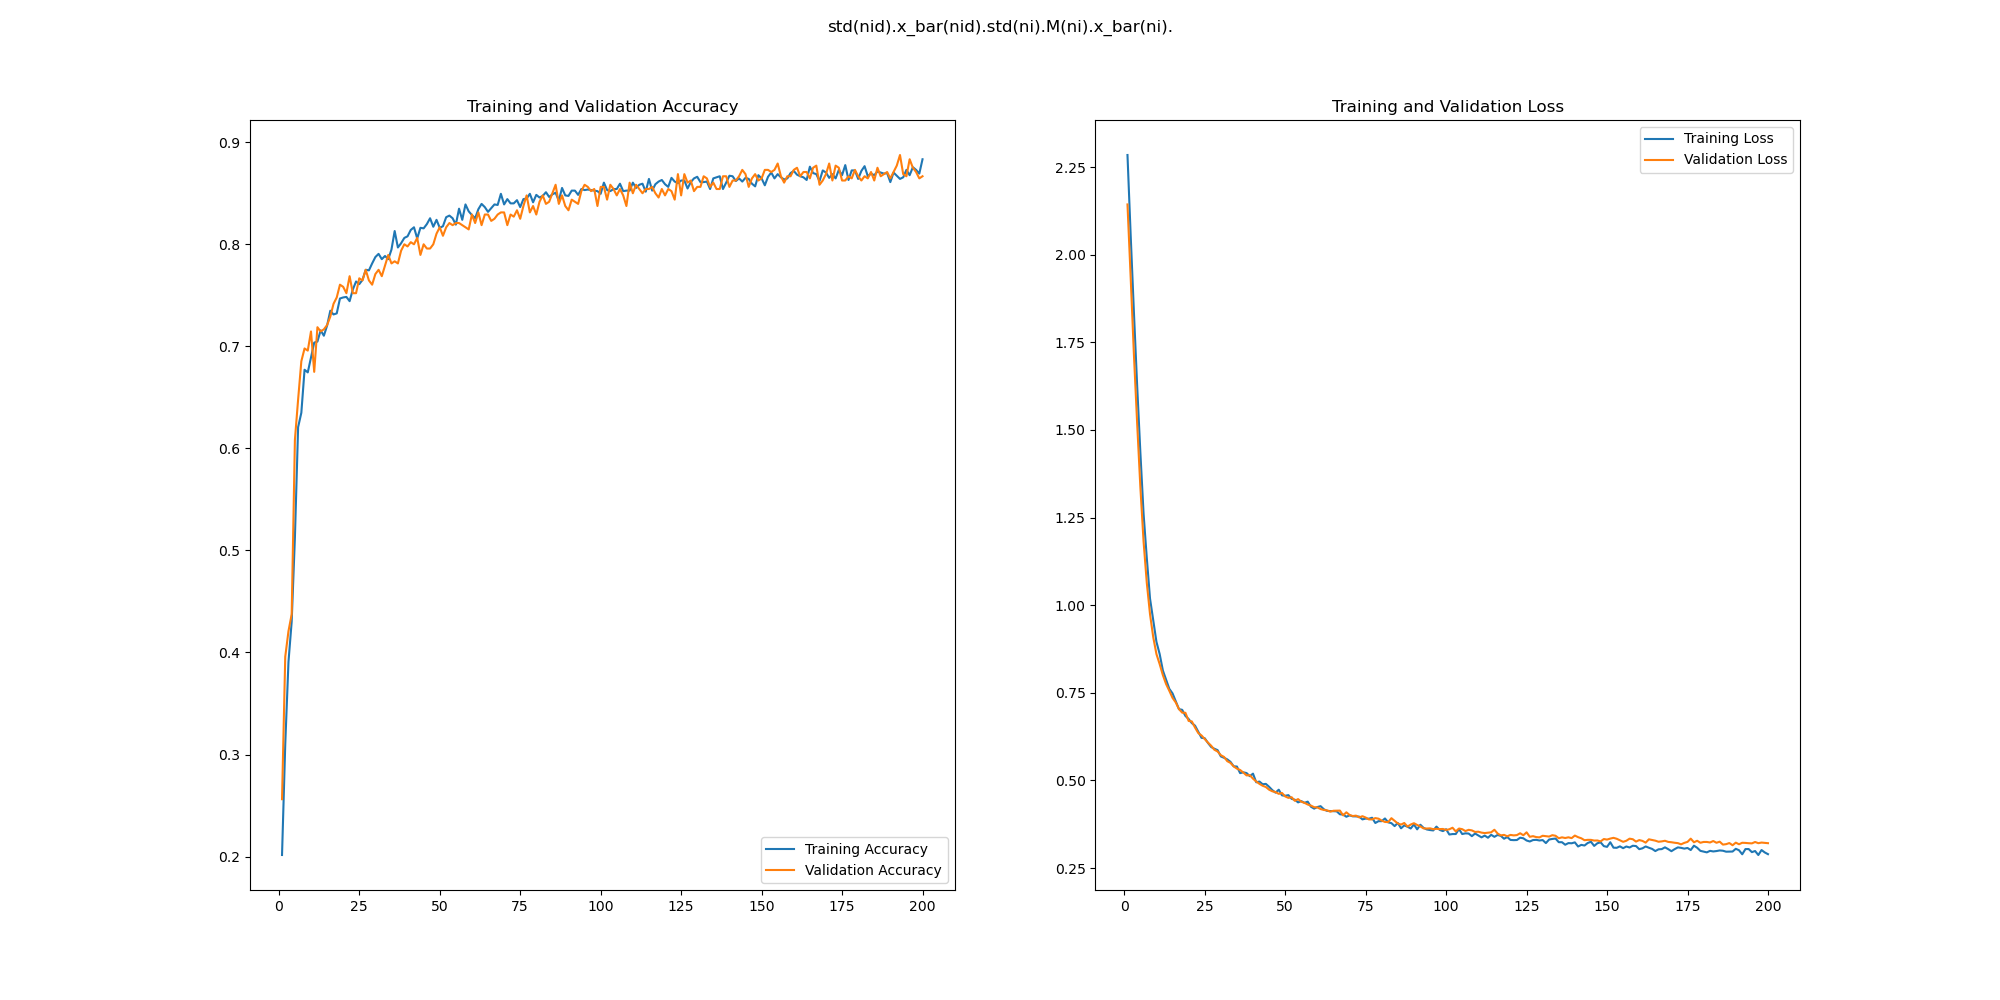 std(nid).x_bar(nid).std(ni).M(ni).x_bar(ni).
Training and Validation Accuracy
0.9
0.8
0.7
0.6
0.5
0.4
0.3
0.2
0 25 50 75 100 125 150 175 200
Training Accuracy
Validation Accuracy
Training and Validation Loss
2.25
2.00
1.75
1.50
1.25
1.00
0.75
0.50
0.25
0 25 50 75 100 125 150 175 200
Training Loss
Validation Loss